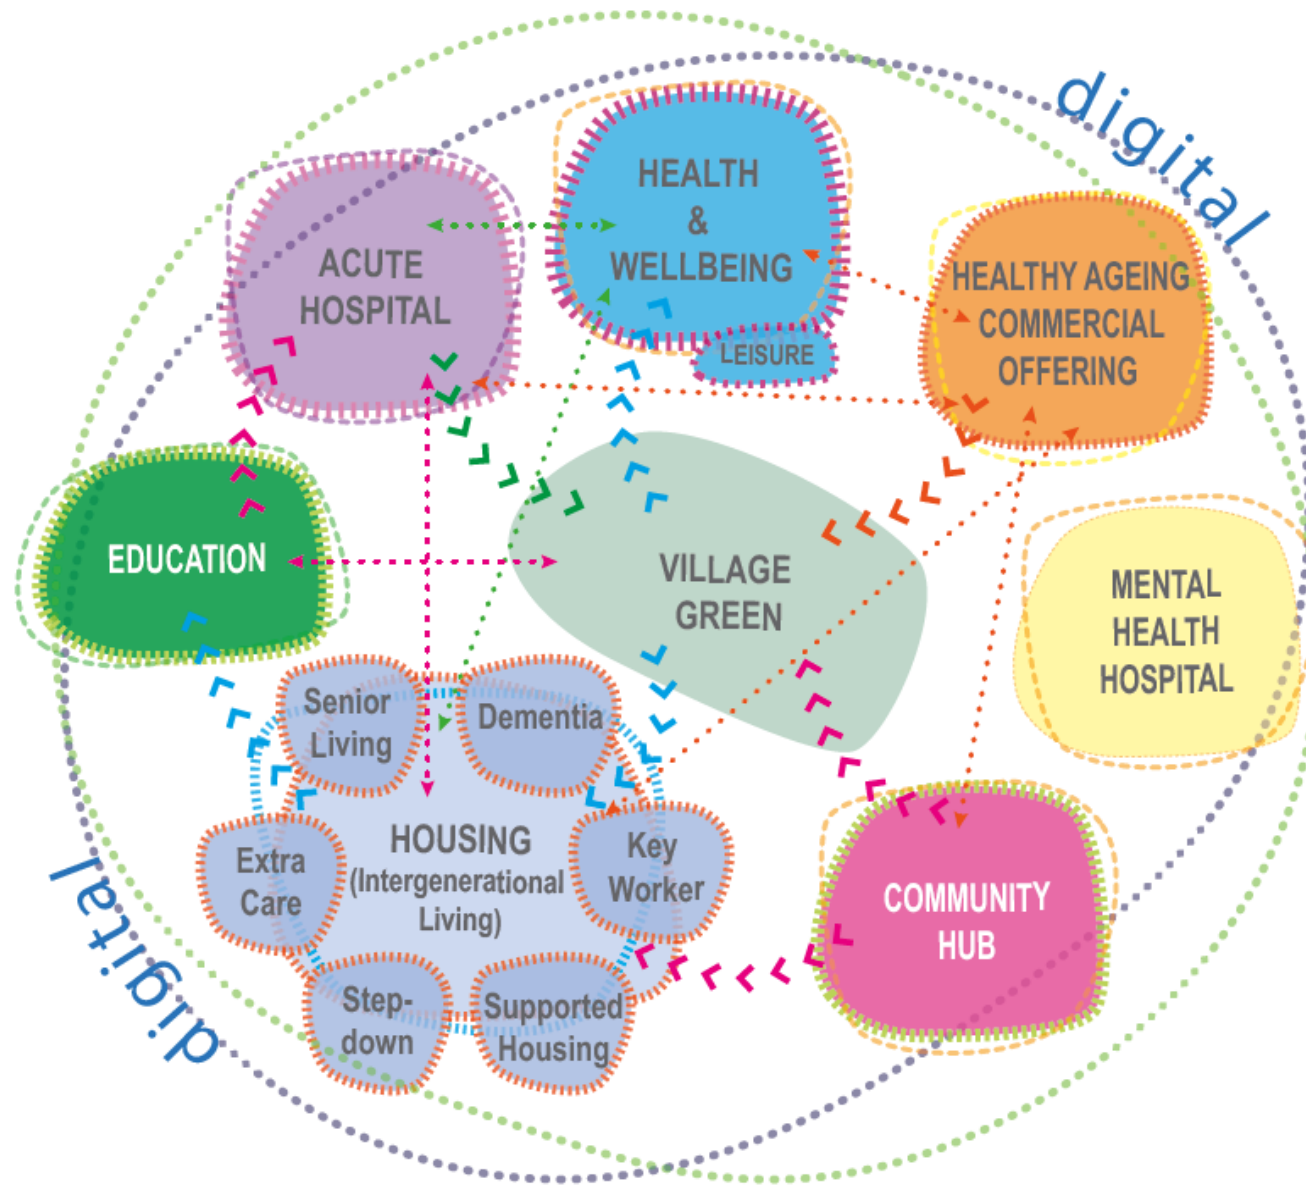 digital
HEALTH
&
WELLBEING
LEISURE
ACUTE
HOSPITAL
HEALTHY AGEING
COMMERCIAL
OFFERING
EDUCATION
VILLAGE
GREEN
MENTAL
HEALTH
HOSPITAL
Senior
Living
Dementia
HOUSING
(Intergenerational
Living)
Extra
Care
Key
Worker
Step-
down
Supported
Housing
COMMUNITY
HUB
digital